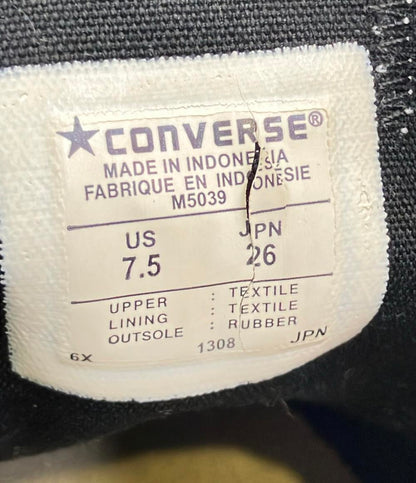 ★CONVERSE®
MADE IN INDONESIA
FABRIQUE EN INDONÉSIE
M5039
US JPN
7.5 26
UPPER : TEXTILE
LINING : TEXTILE
OUTSOLE : RUBBER
6X 1308 JPN